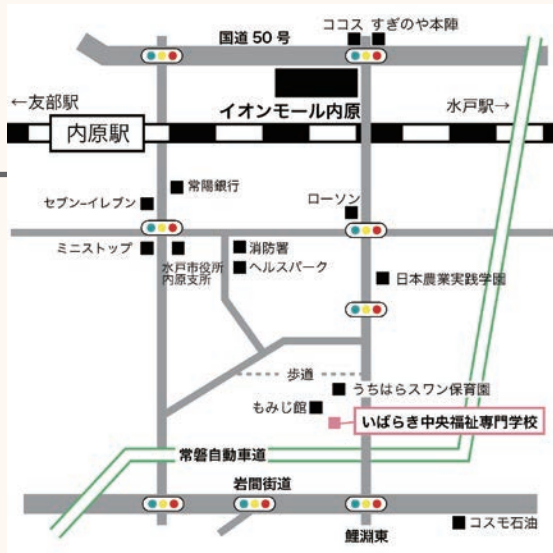 国道50号
ココス すぎのや本陣
←友部駅
イオンモール内原
水戸駅→
内原駅
常陽銀行
セブン-イレブン
ローソン
ミニストップ
水戸市役所
内原支所
消防署
ヘルスパーク
日本農業実践学園
歩道
うちはらスワン保育園
もみじ館
いばらき中央福祉専門学校
常磐自動車道
岩間街道
鯉淵東
コスモ石油